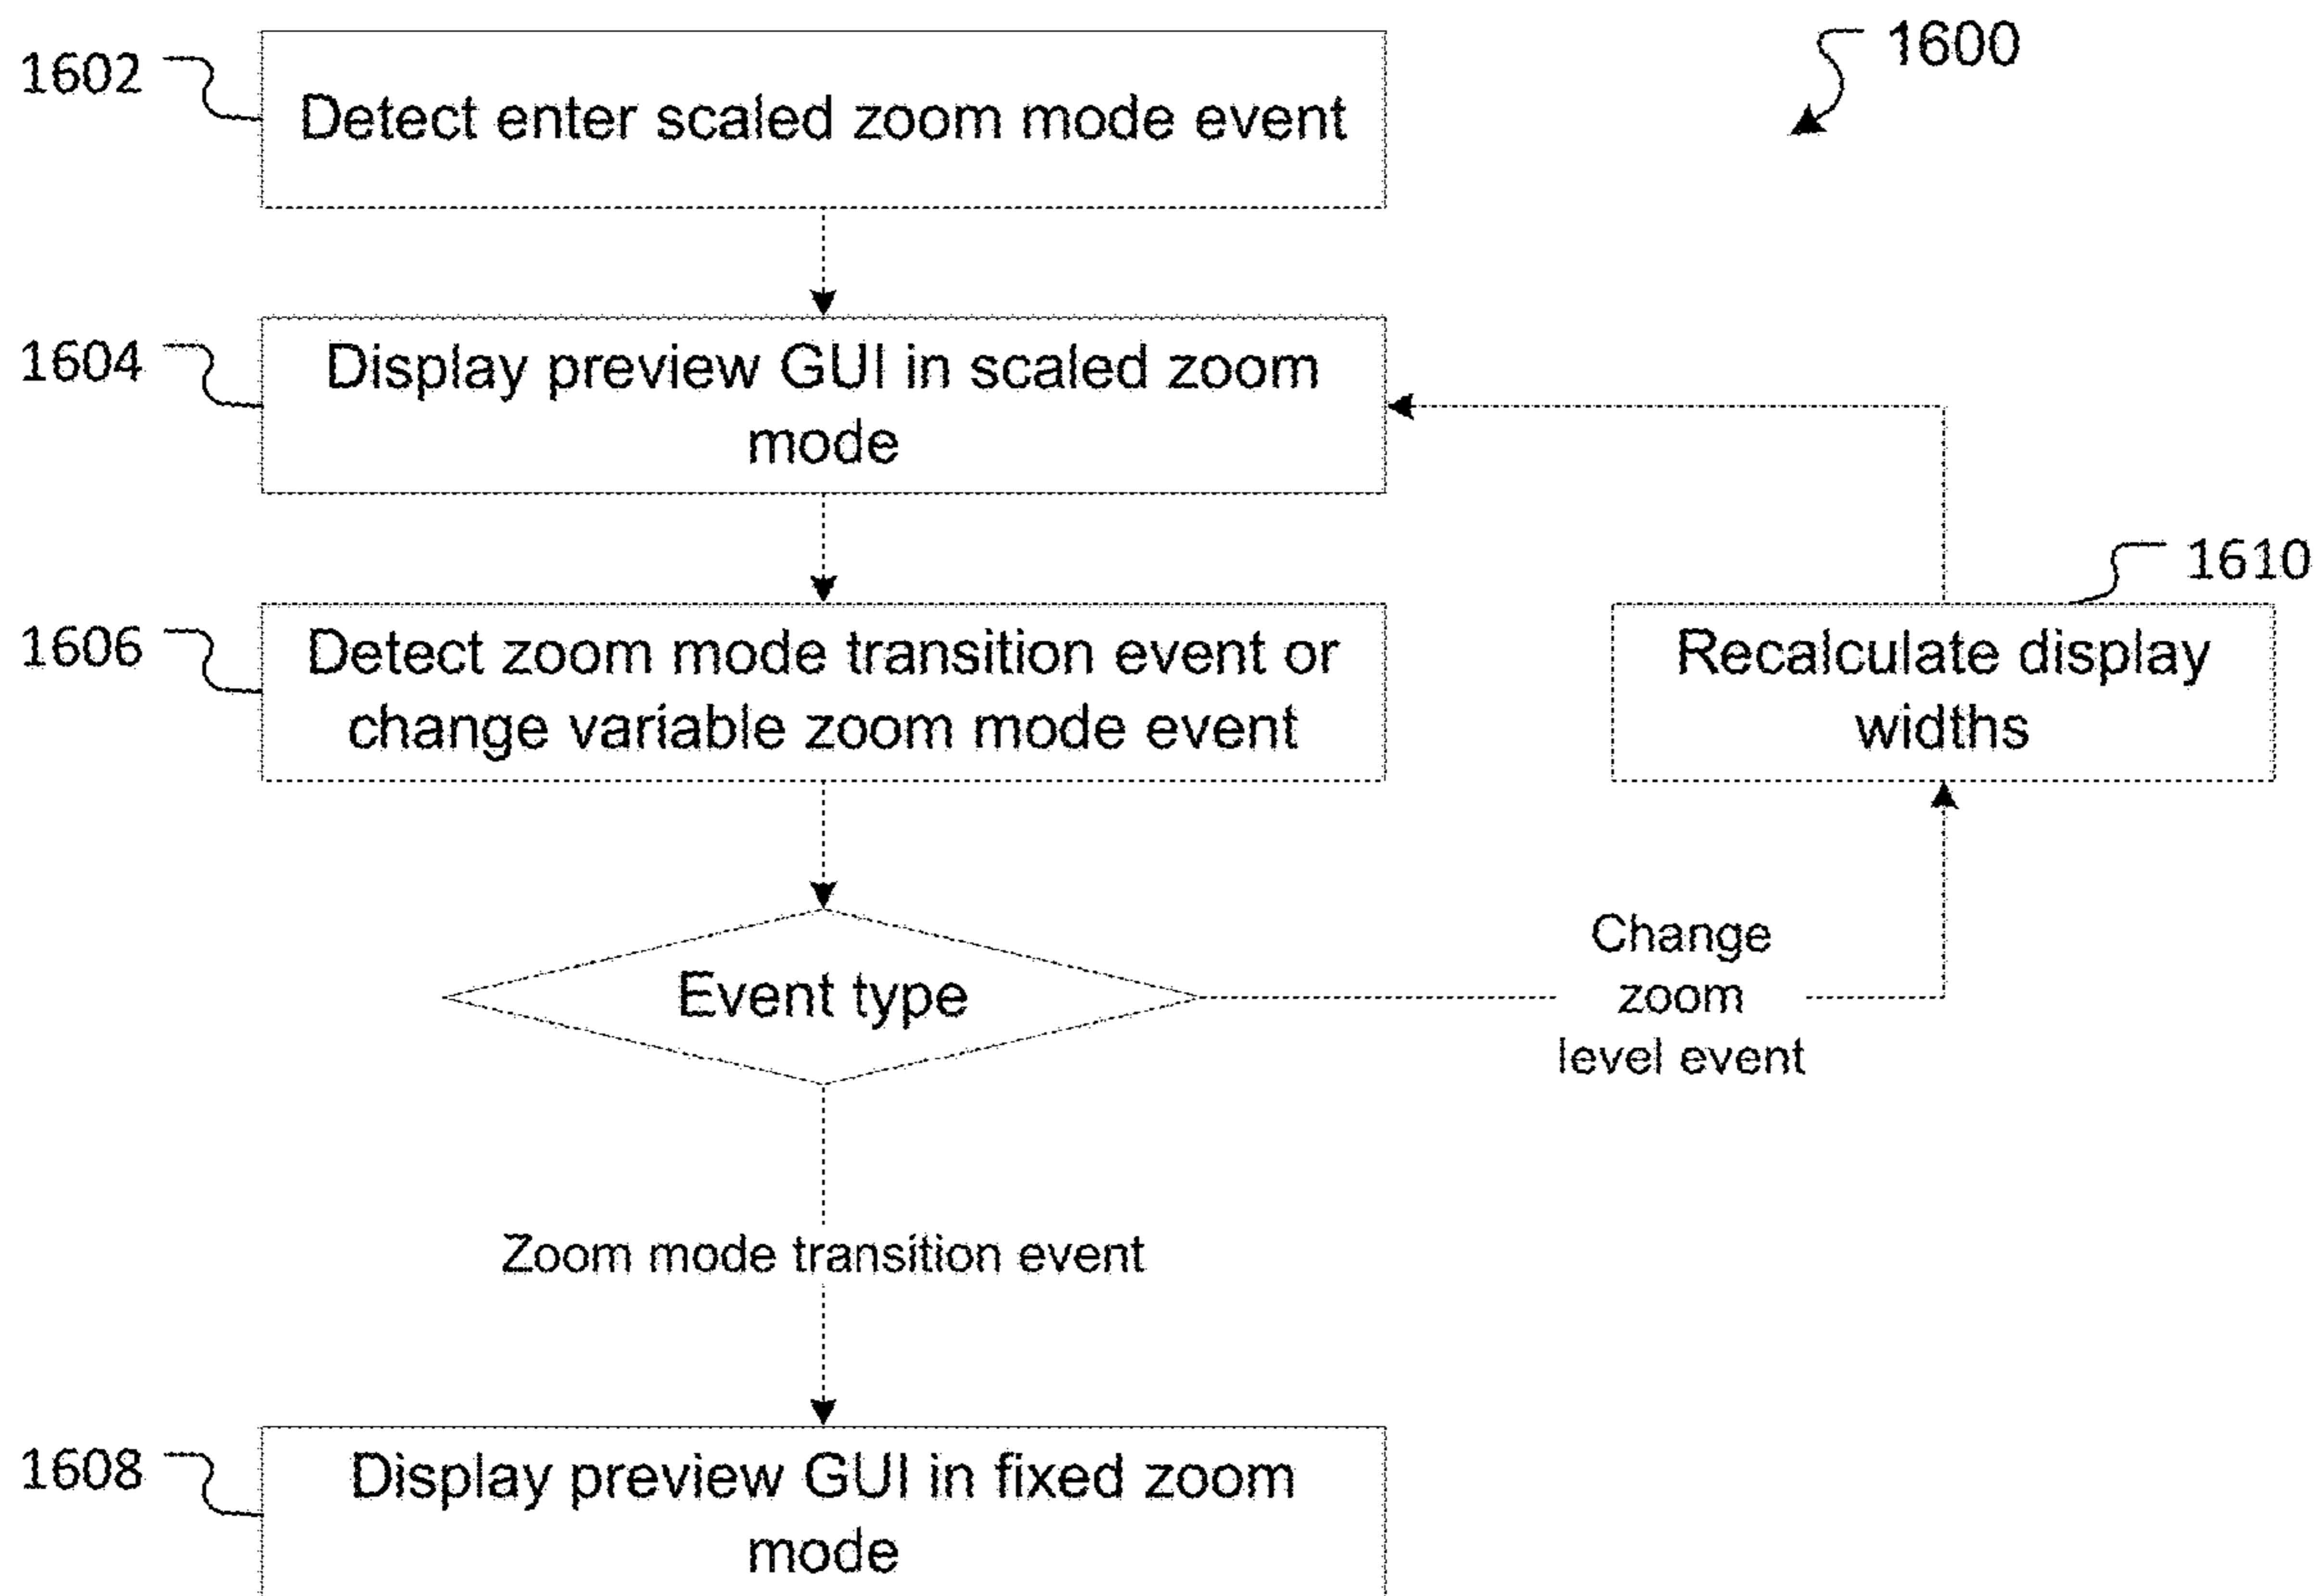 1600
1602
Detect enter scaled zoom mode event
1604
Display preview GUI in scaled zoom
mode
1606
Detect zoom mode transition event or
change variable zoom mode event
1610
Recalculate display
widths
Event type
Change
zoom
level event
Zoom mode transition event
1608
Display preview GUI in fixed zoom
mode